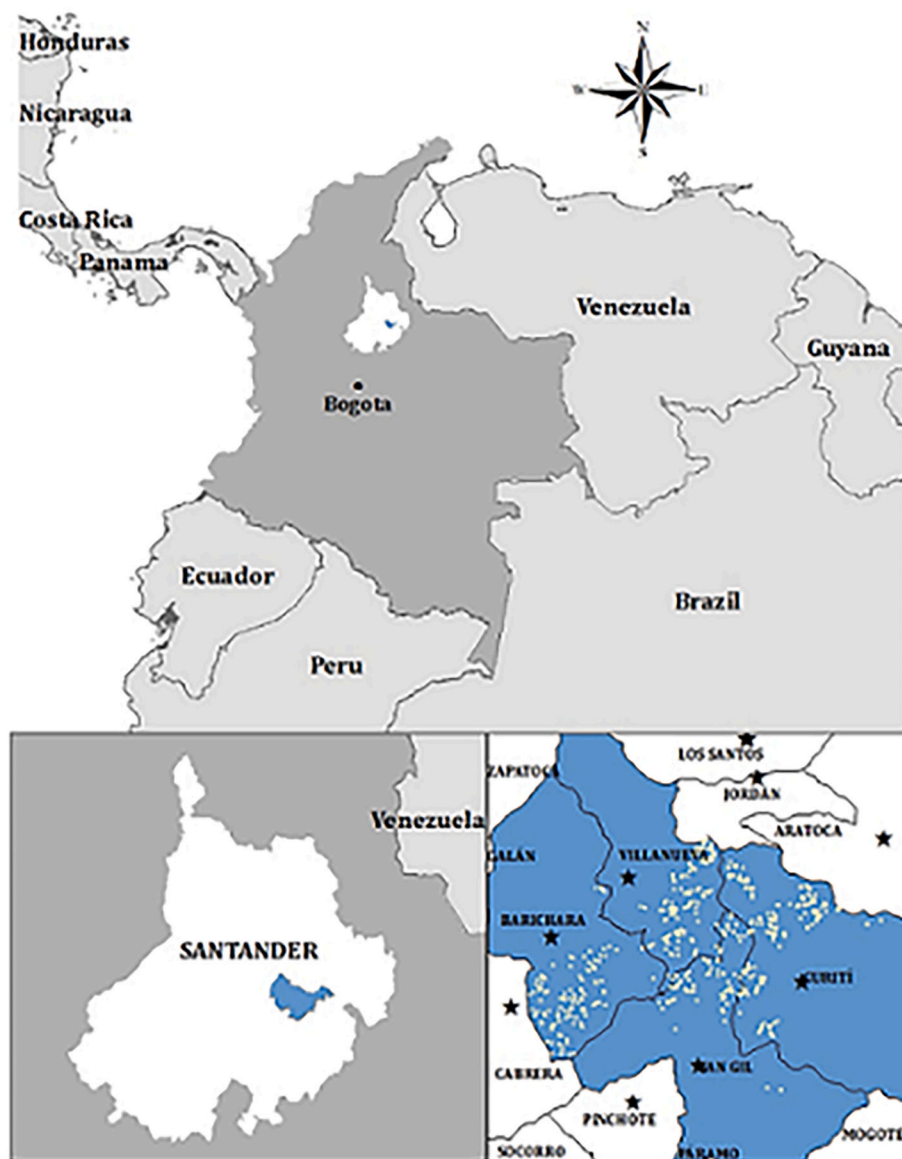 Honduras
N
W
E
S
Nicaragua
Costa Rica
Panama
Venezuela
Guyana
Bogota
Ecuador
Brazil
Peru
Venezuela
SANTANDER
LOS SANTOS
ZAPATOCA
JORDÁN
ARATOCA
GALÁN
VILLANUEVA
BARICHARA
CURITÍ
SAN GIL
CABRERA
PINCHOTE
MOGOTE
SOCORRO
PARAMO